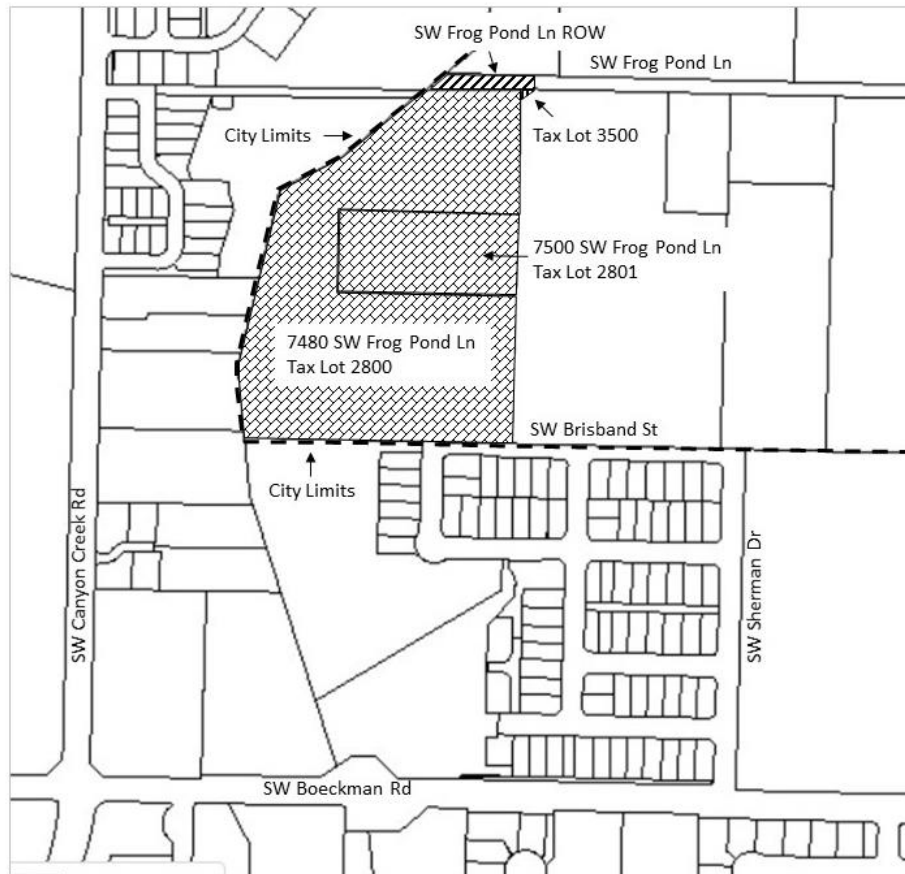 SW Frog Pond Ln ROW
SW Frog Pond Ln
City Limits
Tax Lot 3500
7500 SW Frog Pond Ln
Tax Lot 2801
7480 SW Frog Pond Ln
Tax Lot 2800
SW Brisband St
City Limits
SW Canyon Creek Rd
SW Sherman Dr
SW Boeckman Rd